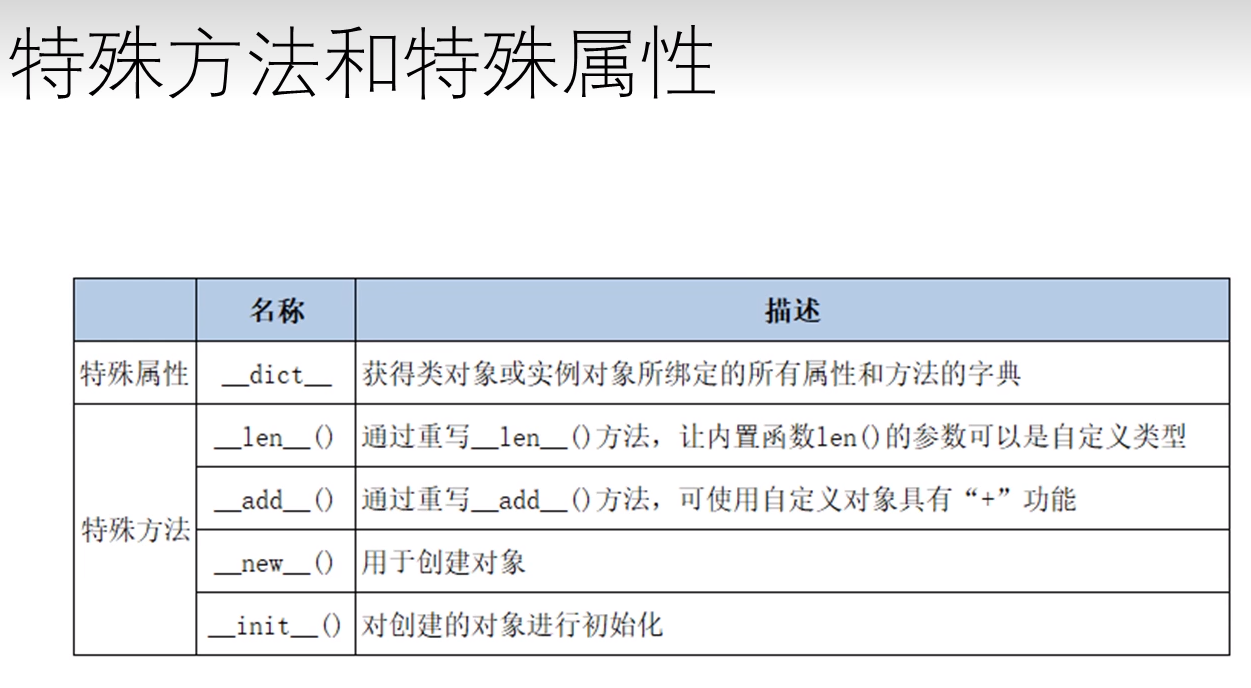 特殊方法和特殊属性
名称 描述
特殊属性 __dict__ 获得类对象或实例对象所绑定的所有属性和方法的字典
特殊方法 __len__() 通过重写__len__()方法，让内置函数len()的参数可以是自定义类型
__add__() 通过重写__add__()方法，可使用自定义对象具有“+”功能
__new__() 用于创建对象
__init__() 对创建的对象进行初始化